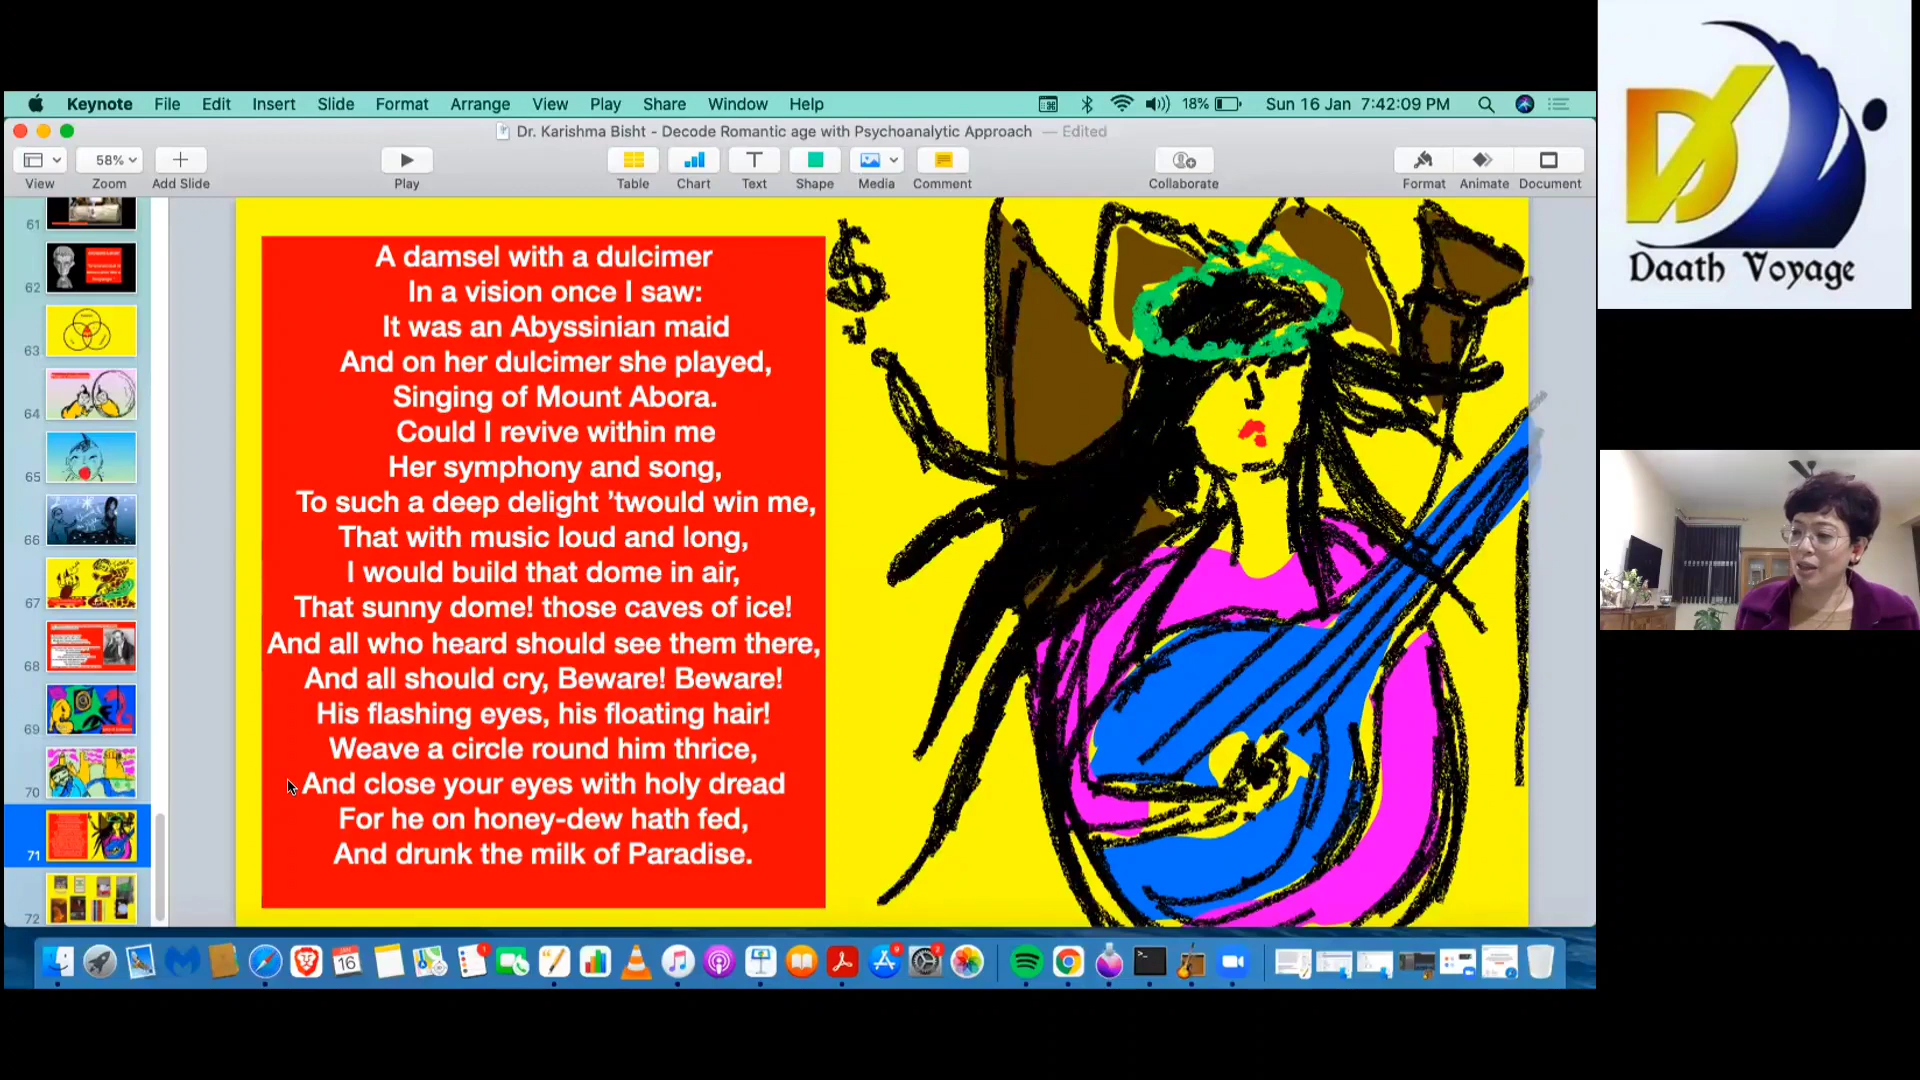 Keynote File Edit Insert Slide Format Arrange View Play Share Window Help 18% Sun 16 Jan 7:42:09 PM
Dr. Karishma Bisht - Decode Romantic age with Psychoanalytic Approach — Edited
58%
View Zoom Add Slide Play Table Chart Text Shape Media Comment Collaborate Format Animate Document
61
62
63
64
65
66
67
68
69
70
71
72
A damsel with a dulcimer
In a vision once I saw:
It was an Abyssinian maid
And on her dulcimer she played,
Singing of Mount Abora.
Could I revive within me
Her symphony and song,
To such a deep delight ’twould win me,
That with music loud and long,
I would build that dome in air,
That sunny dome! those caves of ice!
And all who heard should see them there,
And all should cry, Beware! Beware!
His flashing eyes, his floating hair!
Weave a circle round him thrice,
And close your eyes with holy dread
For he on honey-dew hath fed,
And drunk the milk of Paradise.
16
Daath Voyage